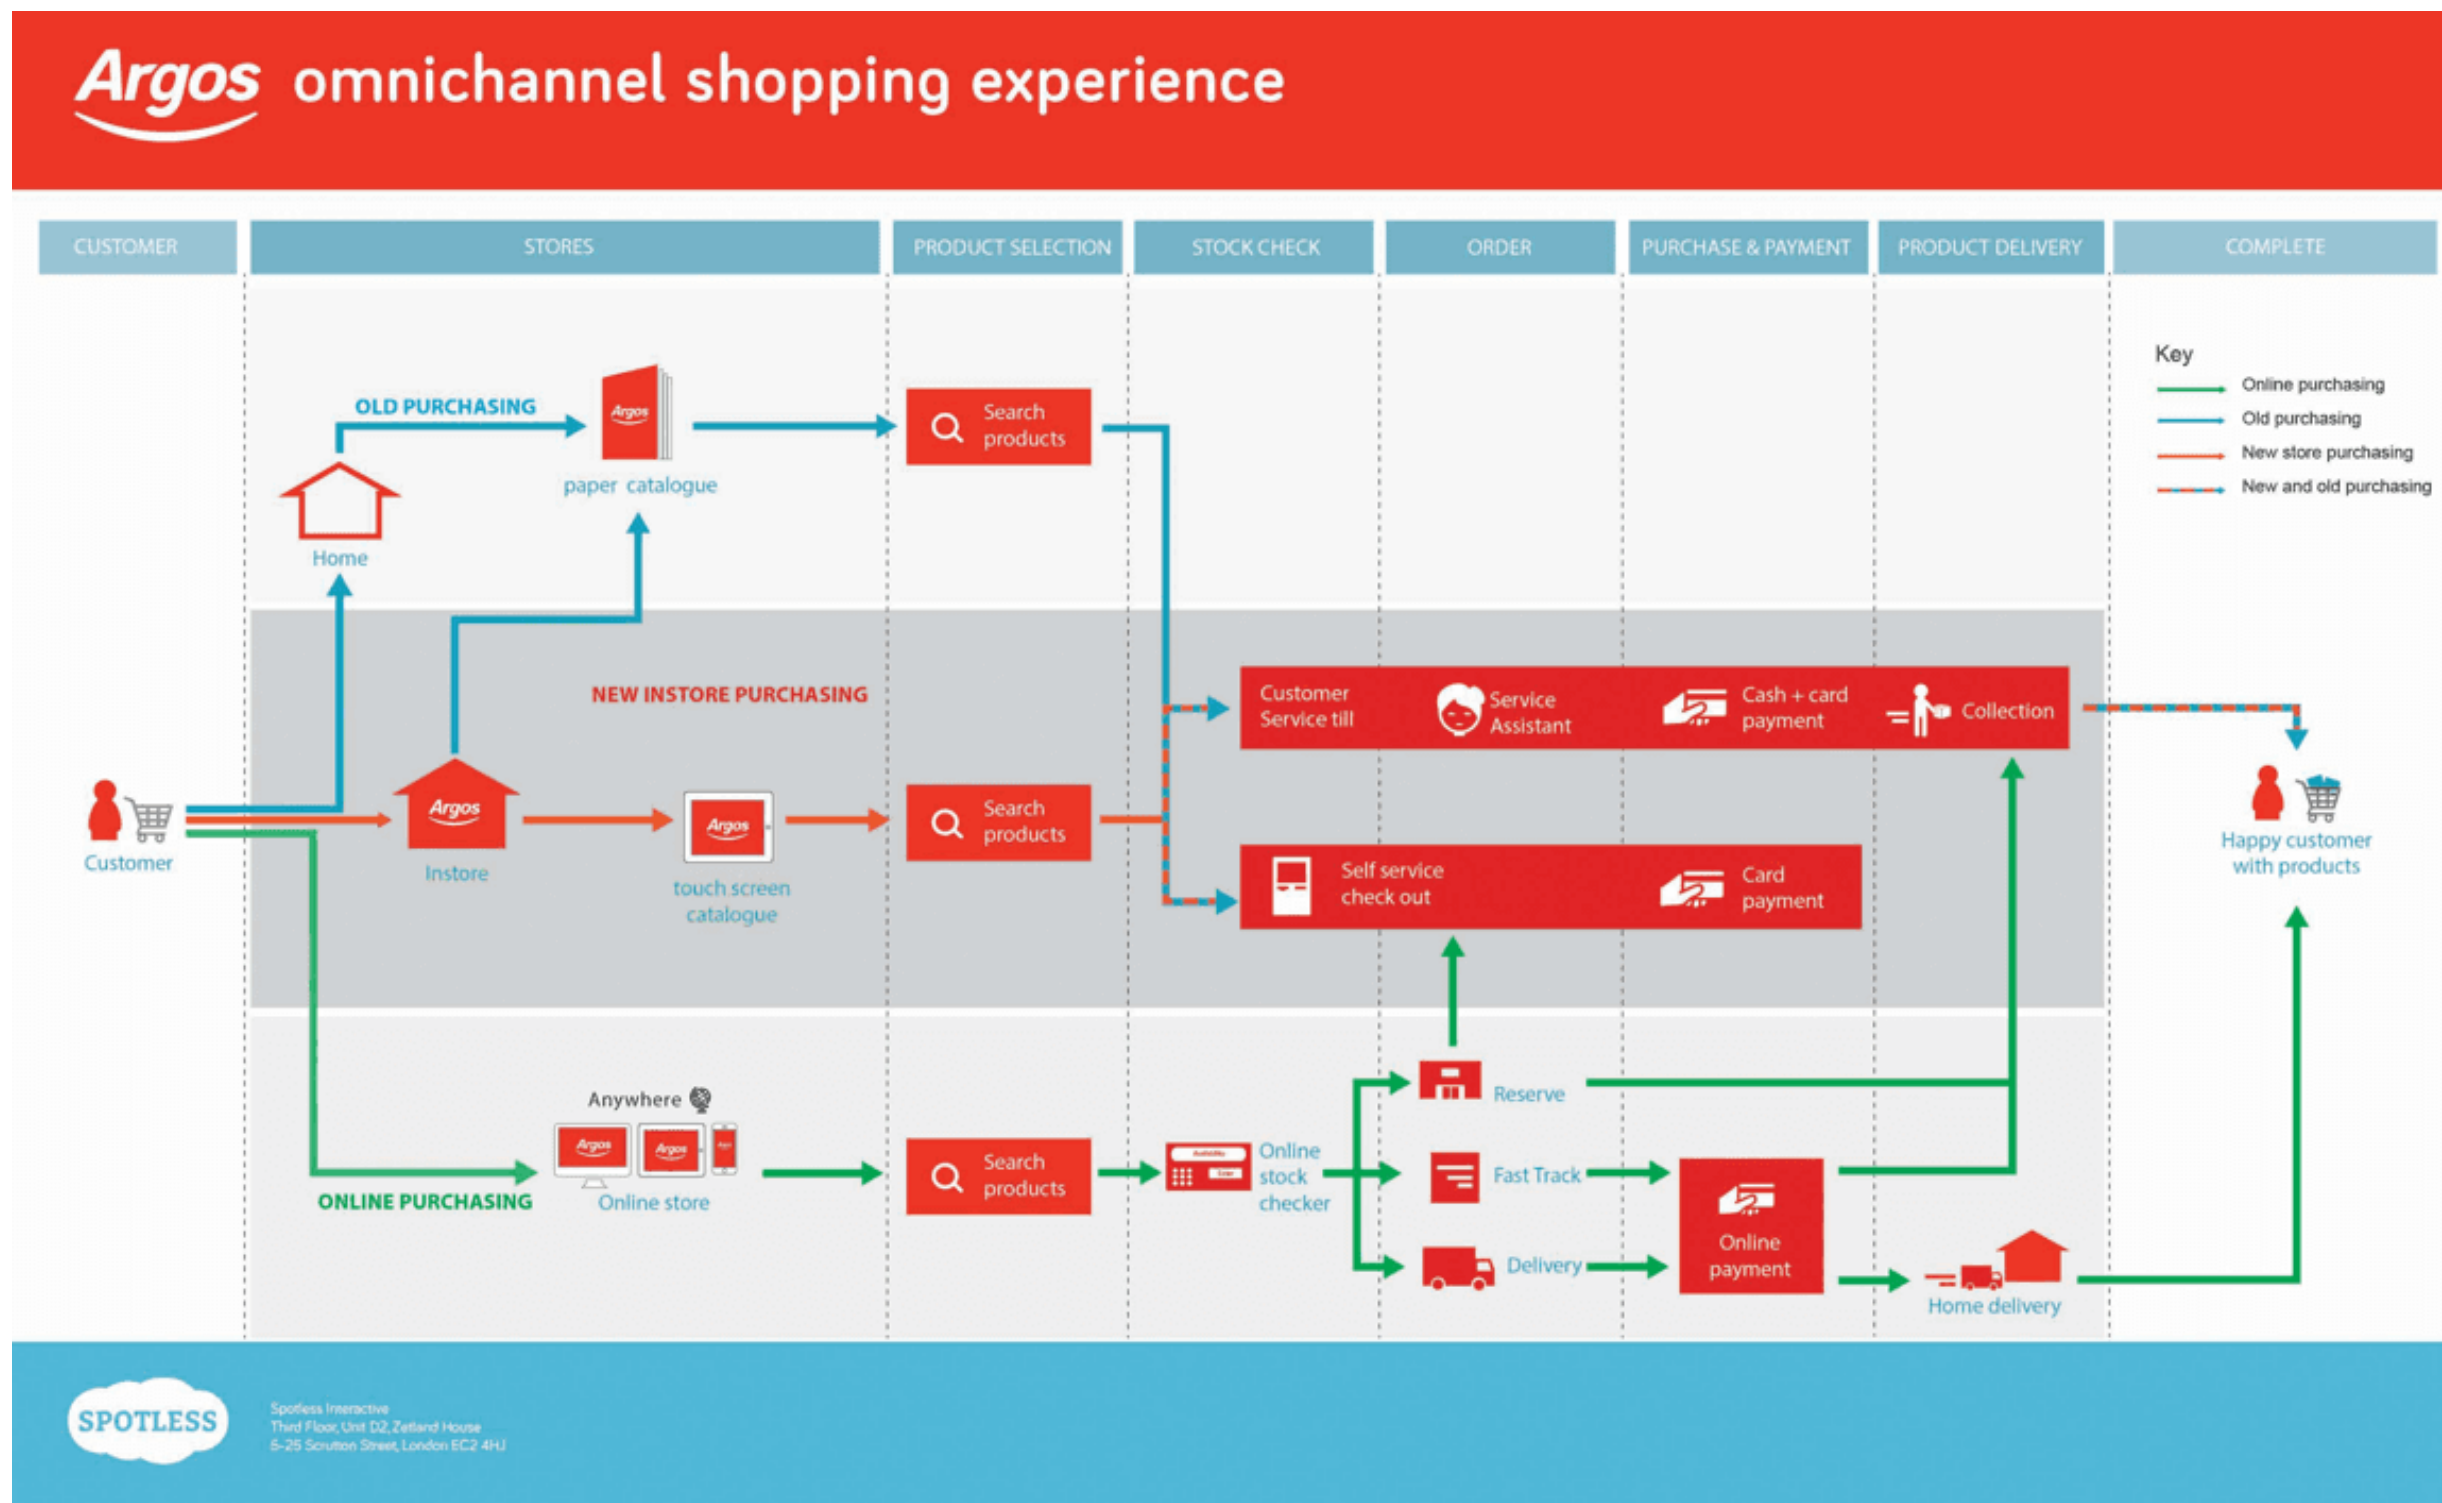 Argos omnichannel shopping experience
CUSTOMER
STORES
PRODUCT SELECTION
STOCK CHECK
ORDER
PURCHASE & PAYMENT
PRODUCT DELIVERY
COMPLETE
Key
Online purchasing
Old purchasing
New store purchasing
New and old purchasing
OLD PURCHASING
Argos
paper catalogue
Search
products
Home
NEW INSTORE PURCHASING
Customer
Service till
Service
Assistant
Cash + card
payment
Collection
Customer
Argos
Instore
Argos
touch screen
catalogue
Search
products
Self service
check out
Card
payment
Happy customer
with products
Anywhere
Argos
Argos
Online store
ONLINE PURCHASING
Search
products
Online
stock
checker
Reserve
Fast Track
Delivery
Online
payment
Home delivery
SPOTLESS
Spotless Interactive
Third Floor, Unit D2, Zetland House
5-25 Scrutton Street, London EC2 4HJ